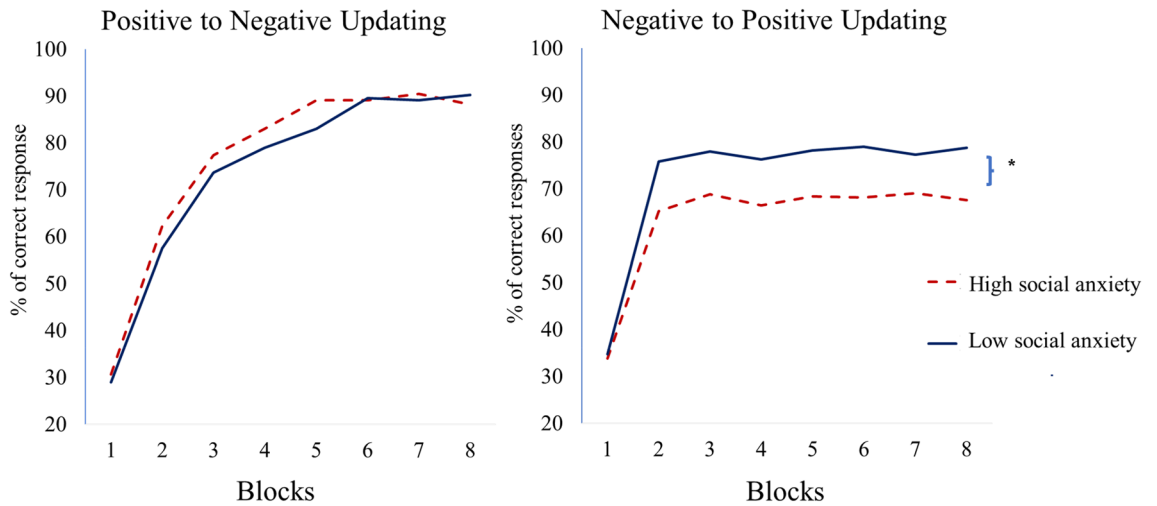 Positive to Negative Updating
% of correct response
100
90
80
70
60
50
40
30
20
1 2 3 4 5 6 7 8
Blocks
Negative to Positive Updating
% of correct responses
100
90
80
70
60
50
40
30
20
1 2 3 4 5 6 7 8
Blocks
*
High social anxiety
Low social anxiety
.